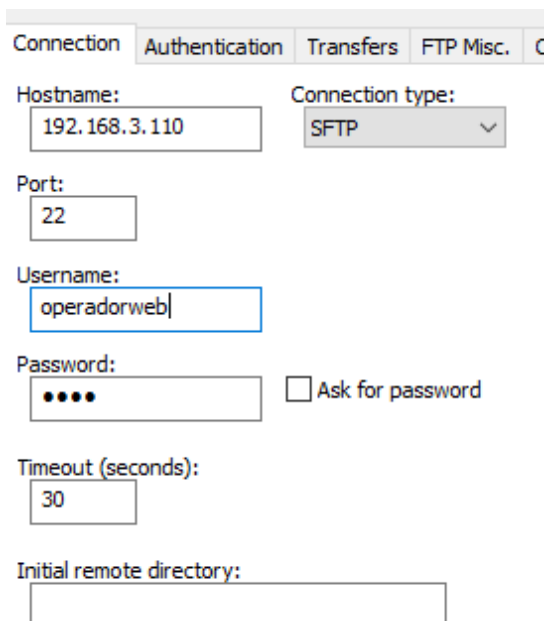 Connection Authentication Transfers FTP Misc.
Hostname: Connection type:
192.168.3.110 SFTP
Port:
22
Username:
operadorweb
Password:
•••• Ask for password
Timeout (seconds):
30
Initial remote directory: